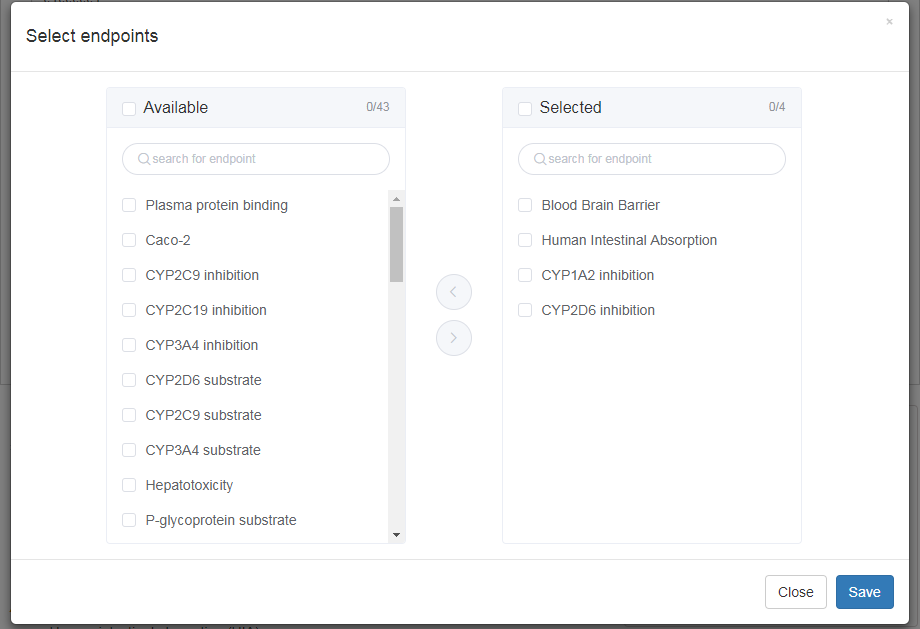 Select endpoints
×
Available 0/43
search for endpoint
Plasma protein binding
Caco-2
CYP2C9 inhibition
CYP2C19 inhibition
CYP3A4 inhibition
CYP2D6 substrate
CYP2C9 substrate
CYP3A4 substrate
Hepatotoxicity
P-glycoprotein substrate
Selected 0/4
search for endpoint
Blood Brain Barrier
Human Intestinal Absorption
CYP1A2 inhibition
CYP2D6 inhibition
Close Save